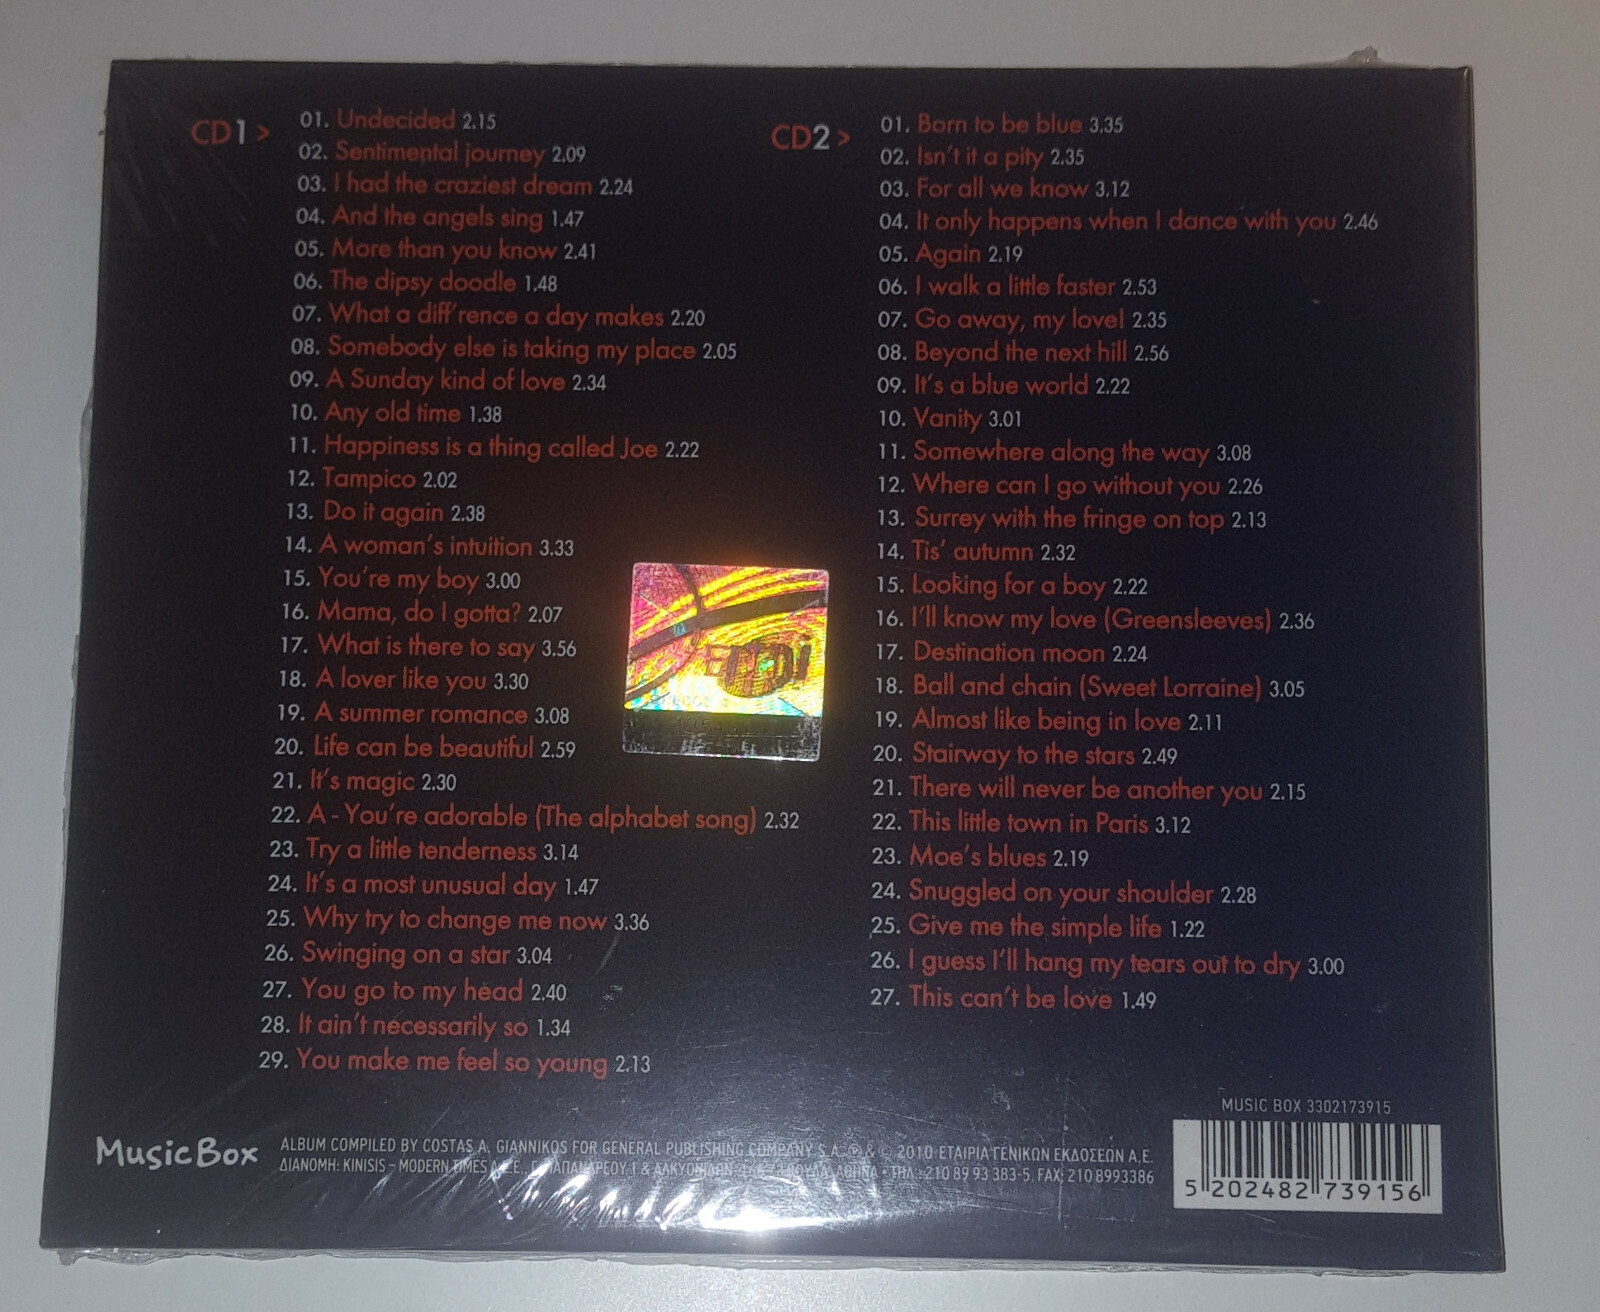 CD1 >
01. Undecided 2.15
02. Sentimental journey 2.09
03. I had the craziest dream 2.24
04. And the angels sing 1.47
05. More than you know 2.41
06. The dipsy doodle 1.48
07. What a diff'rence a day makes 2.20
08. Somebody else is taking my place 2.05
09. A Sunday kind of love 2.34
10. Any old time 1.38
11. Happiness is a thing called Joe 2.22
12. Tampico 2.02
13. Do it again 2.38
14. A woman's intuition 3.33
15. You're my boy 3.00
16. Mama, do I gotta? 2.07
17. What is there to say 3.56
18. A lover like you 3.30
19. A summer romance 3.08
20. Life can be beautiful 2.59
21. It's magic 2.30
22. A - You're adorable (The alphabet song) 2.32
23. Try a little tenderness 3.14
24. It's a most unusual day 1.47
25. Why try to change me now 3.36
26. Swinging on a star 3.04
27. You go to my head 2.40
28. It ain't necessarily so 1.34
29. You make me feel so young 2.13
CD2 >
01. Born to be blue 3.35
02. Isn't it a pity 2.35
03. For all we know 3.12
04. It only happens when I dance with you 2.46
05. Again 2.19
06. I walk a little faster 2.53
07. Go away, my love! 2.35
08. Beyond the next hill 2.56
09. It's a blue world 2.22
10. Vanity 3.01
11. Somewhere along the way 3.08
12. Where can I go without you 2.26
13. Surrey with the fringe on top 2.13
14. Tis' autumn 2.32
15. Looking for a boy 2.22
16. I'll know my love (Greensleeves) 2.36
17. Destination moon 2.24
18. Ball and chain (Sweet Lorraine) 3.05
19. Almost like being in love 2.11
20. Stairway to the stars 2.49
21. There will never be another you 2.15
22. This little town in Paris 3.12
23. Moe's blues 2.19
24. Snuggled on your shoulder 2.28
25. Give me the simple life 1.22
26. I guess I'll hang my tears out to dry 3.00
27. This can't be love 1.49
MUSIC BOX 3302173915
MusicBox
ALBUM COMPILED BY COSTAS A. GIANNIKOS FOR GENERAL PUBLISHING COMPANY S.A. ℗ & © 2010 ΕΤΑΙΡΙΑ ΓΕΝΙΚΩΝ ΕΚΔΟΣΕΩΝ Α.Ε.
ΔΙΑΝΟΜΗ: KINISIS – MODERN TIMES 1 & ΑΛΚΥΟΝΙΔΩΝ ΑΘΗΝΑ • ΤΗΛ.: 210 89 93 383-5, FAX: 210 8993386
5 202482 739156